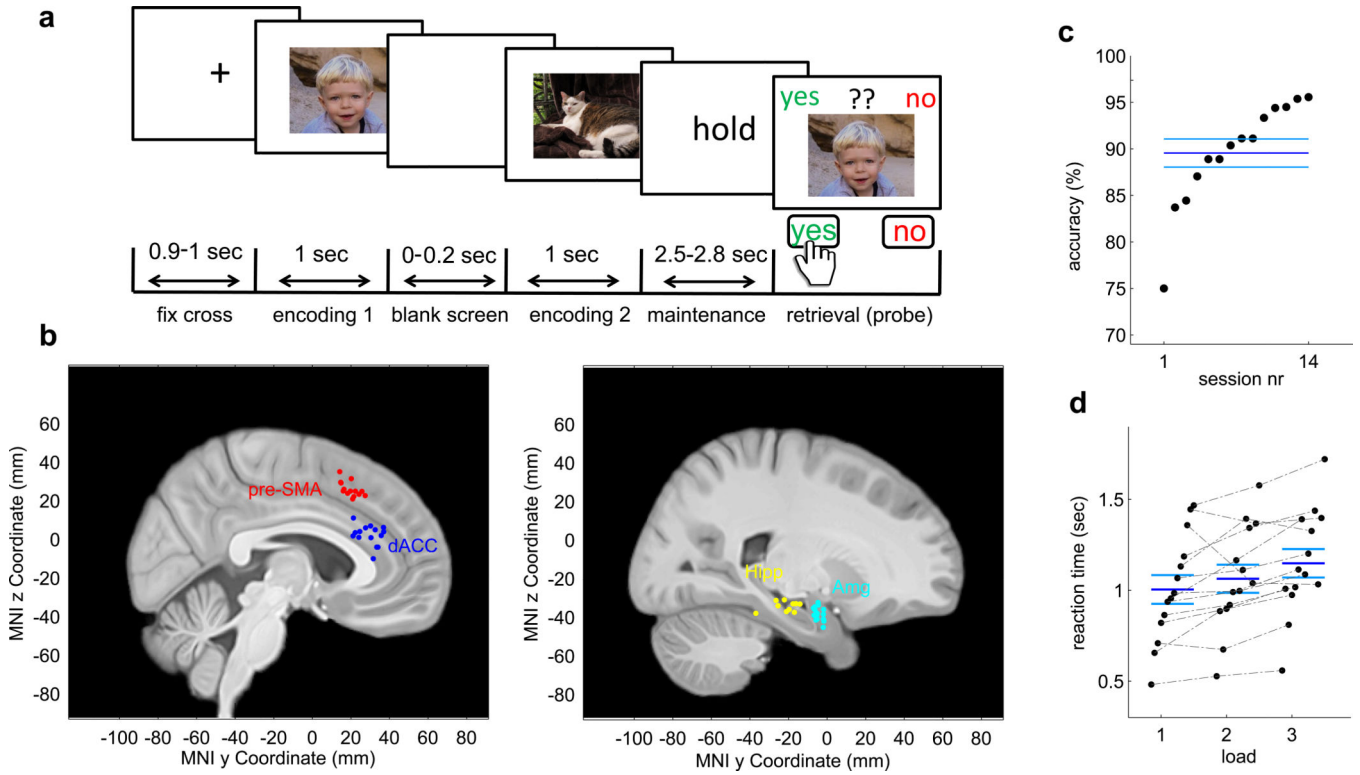 a
+
hold
yes ?? no
yes no
0.9-1 sec 1 sec 0-0.2 sec 1 sec 2.5-2.8 sec
fix cross encoding 1 blank screen encoding 2 maintenance retrieval (probe)
b
MNI z Coordinate (mm)
60
40
20
0
-20
-40
-60
-80
pre-SMA
dACC
-100 -80 -60 -40 -20 0 20 40 60 80
MNI y Coordinate (mm)
MNI z Coordinate (mm)
60
40
20
0
-20
-40
-60
-80
Hipp
Amg
-100 -80 -60 -40 -20 0 20 40 60 80
MNI y Coordinate (mm)
c
accuracy (%)
100
95
90
85
80
75
70
1 14
session nr
d
reaction time (sec)
1.5
1
0.5
1 2 3
load